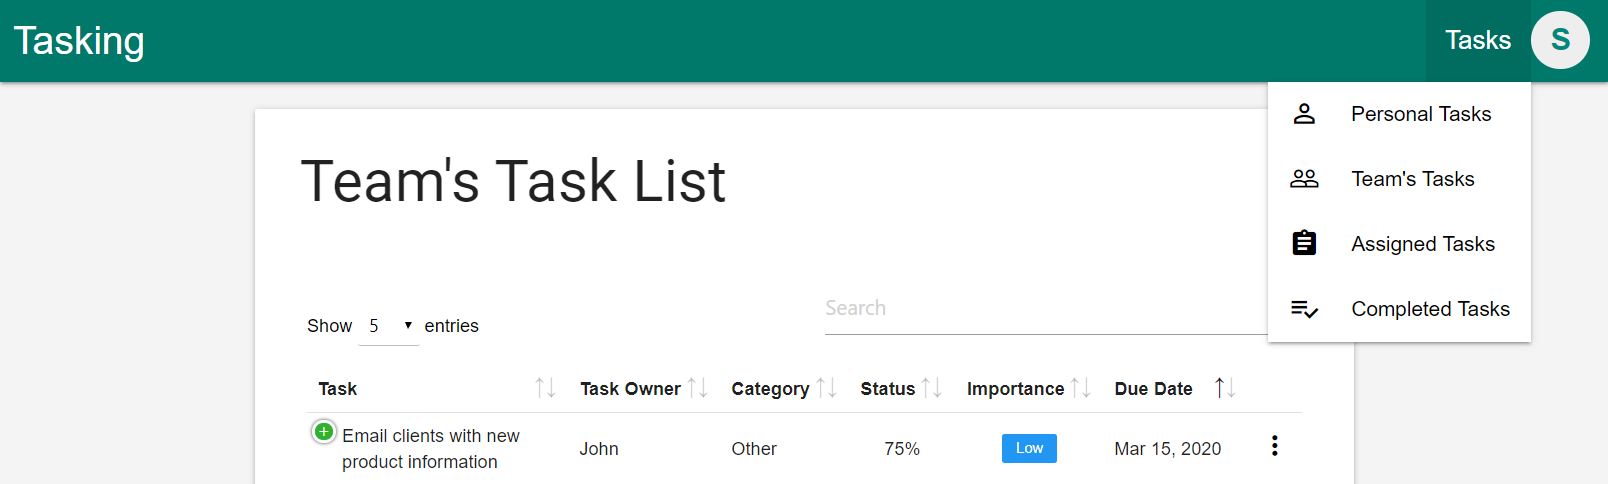 Tasking
Tasks
S
Personal Tasks
Team's Tasks
Assigned Tasks
Completed Tasks
Team's Task List
Show 5 entries
Search
Task Task Owner Category Status Importance Due Date
Email clients with new
product information
John Other 75% Low Mar 15, 2020